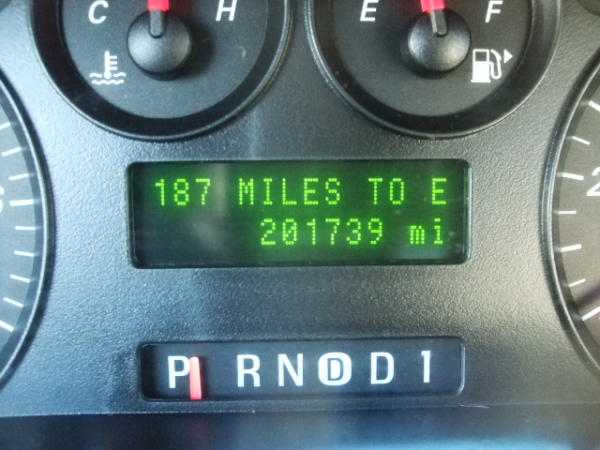 C H E F
187 MILES TO E
201739 mi
P R N D D 1